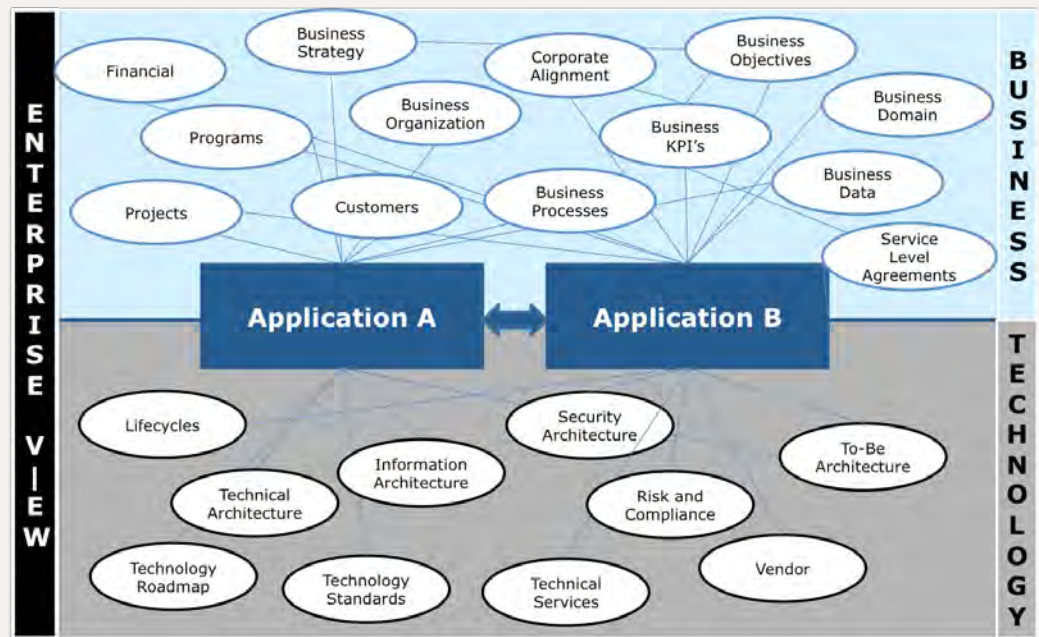 ENTERPRISE VIEW
Business
Strategy
Financial
Corporate
Alignment
Business
Objectives
Business
Organization
Business
Domain
Programs
Business
KPI's
Projects
Customers
Business
Processes
Business
Data
Service
Level
Agreements
BUSINESS
Application A
Application B
Lifecycles
Security
Architecture
To-Be
Architecture
Information
Architecture
Technical
Architecture
Risk and
Compliance
Technology
Roadmap
Technology
Standards
Technical
Services
Vendor
TECHNOLOGY